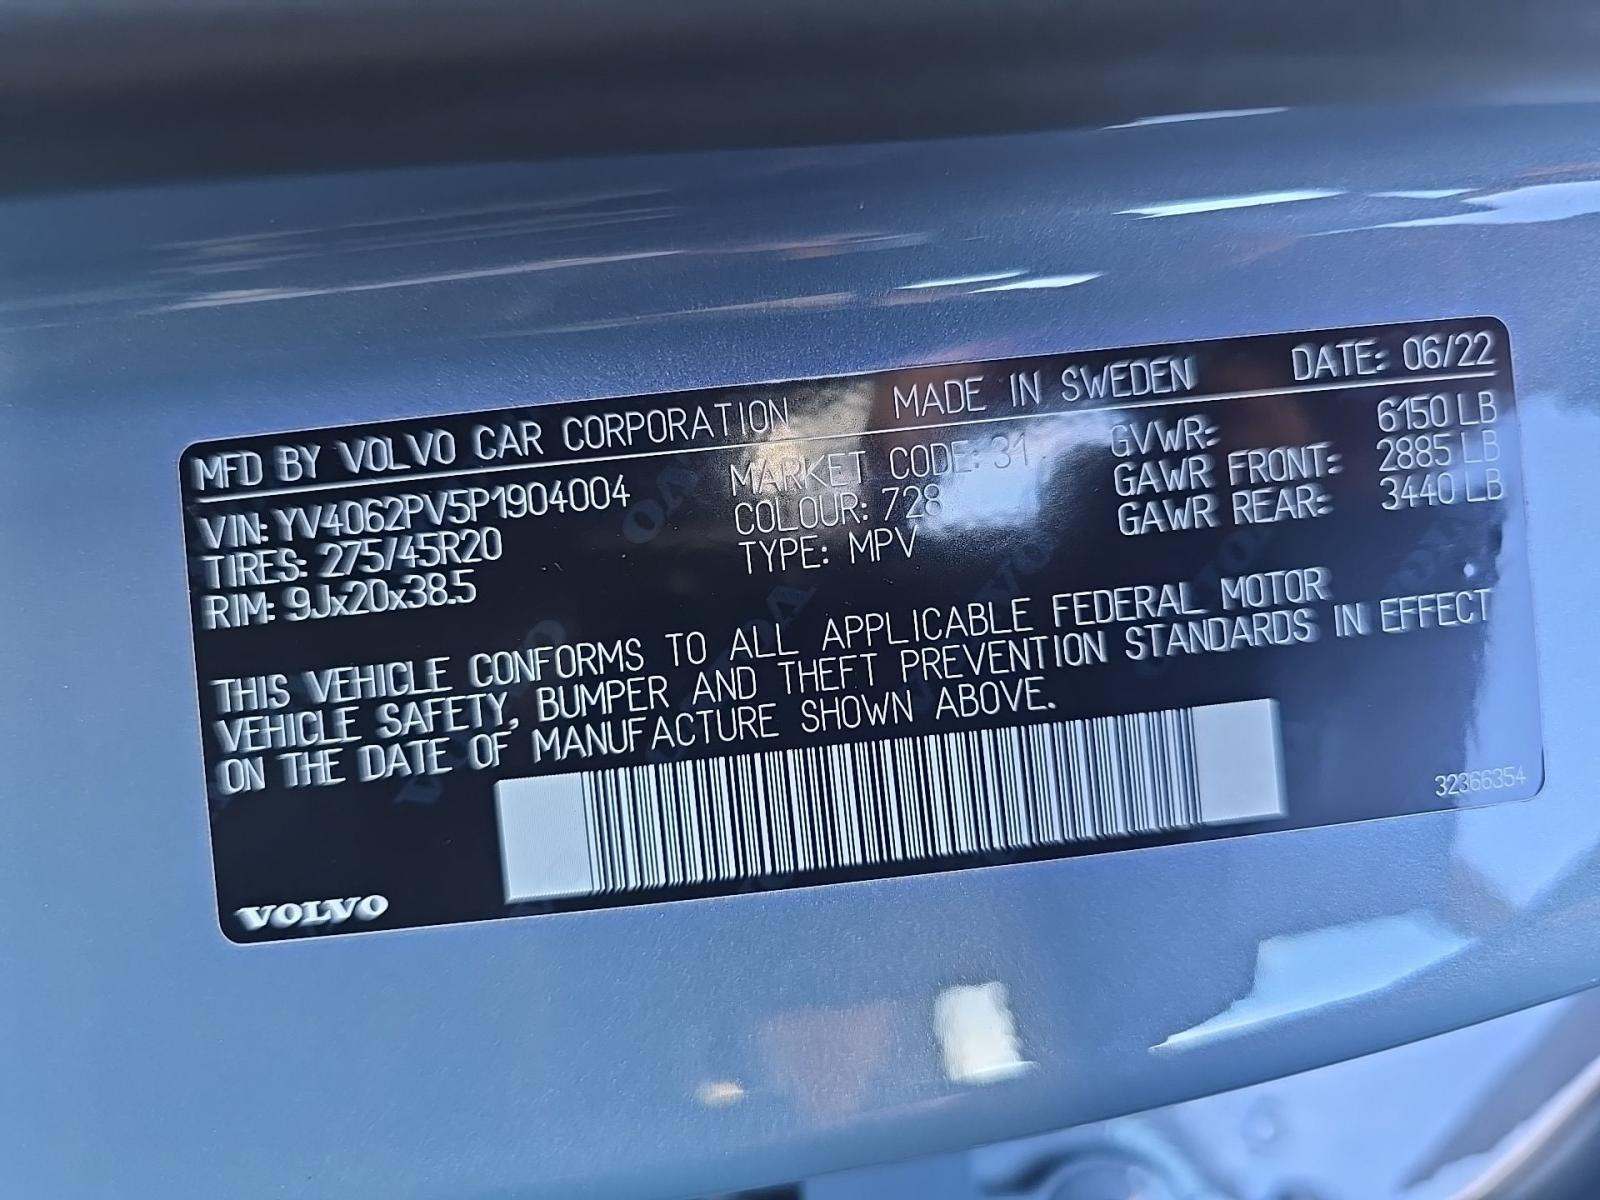 MFD BY VOLVO CAR CORPORATION MADE IN SWEDEN DATE: 06/22
VIN: YV4062PV5P1904004 MARKET CODE: 31 GVWR: 6150 LB
TIRES: 275/45R20 COLOUR: 728 GAWR FRONT: 2885 LB
RIM: 9Jx20x38.5 TYPE: MPV GAWR REAR: 3440 LB
THIS VEHICLE CONFORMS TO ALL APPLICABLE FEDERAL MOTOR
VEHICLE SAFETY, BUMPER AND THEFT PREVENTION STANDARDS IN EFFECT
ON THE DATE OF MANUFACTURE SHOWN ABOVE.
32366354
VOLVO